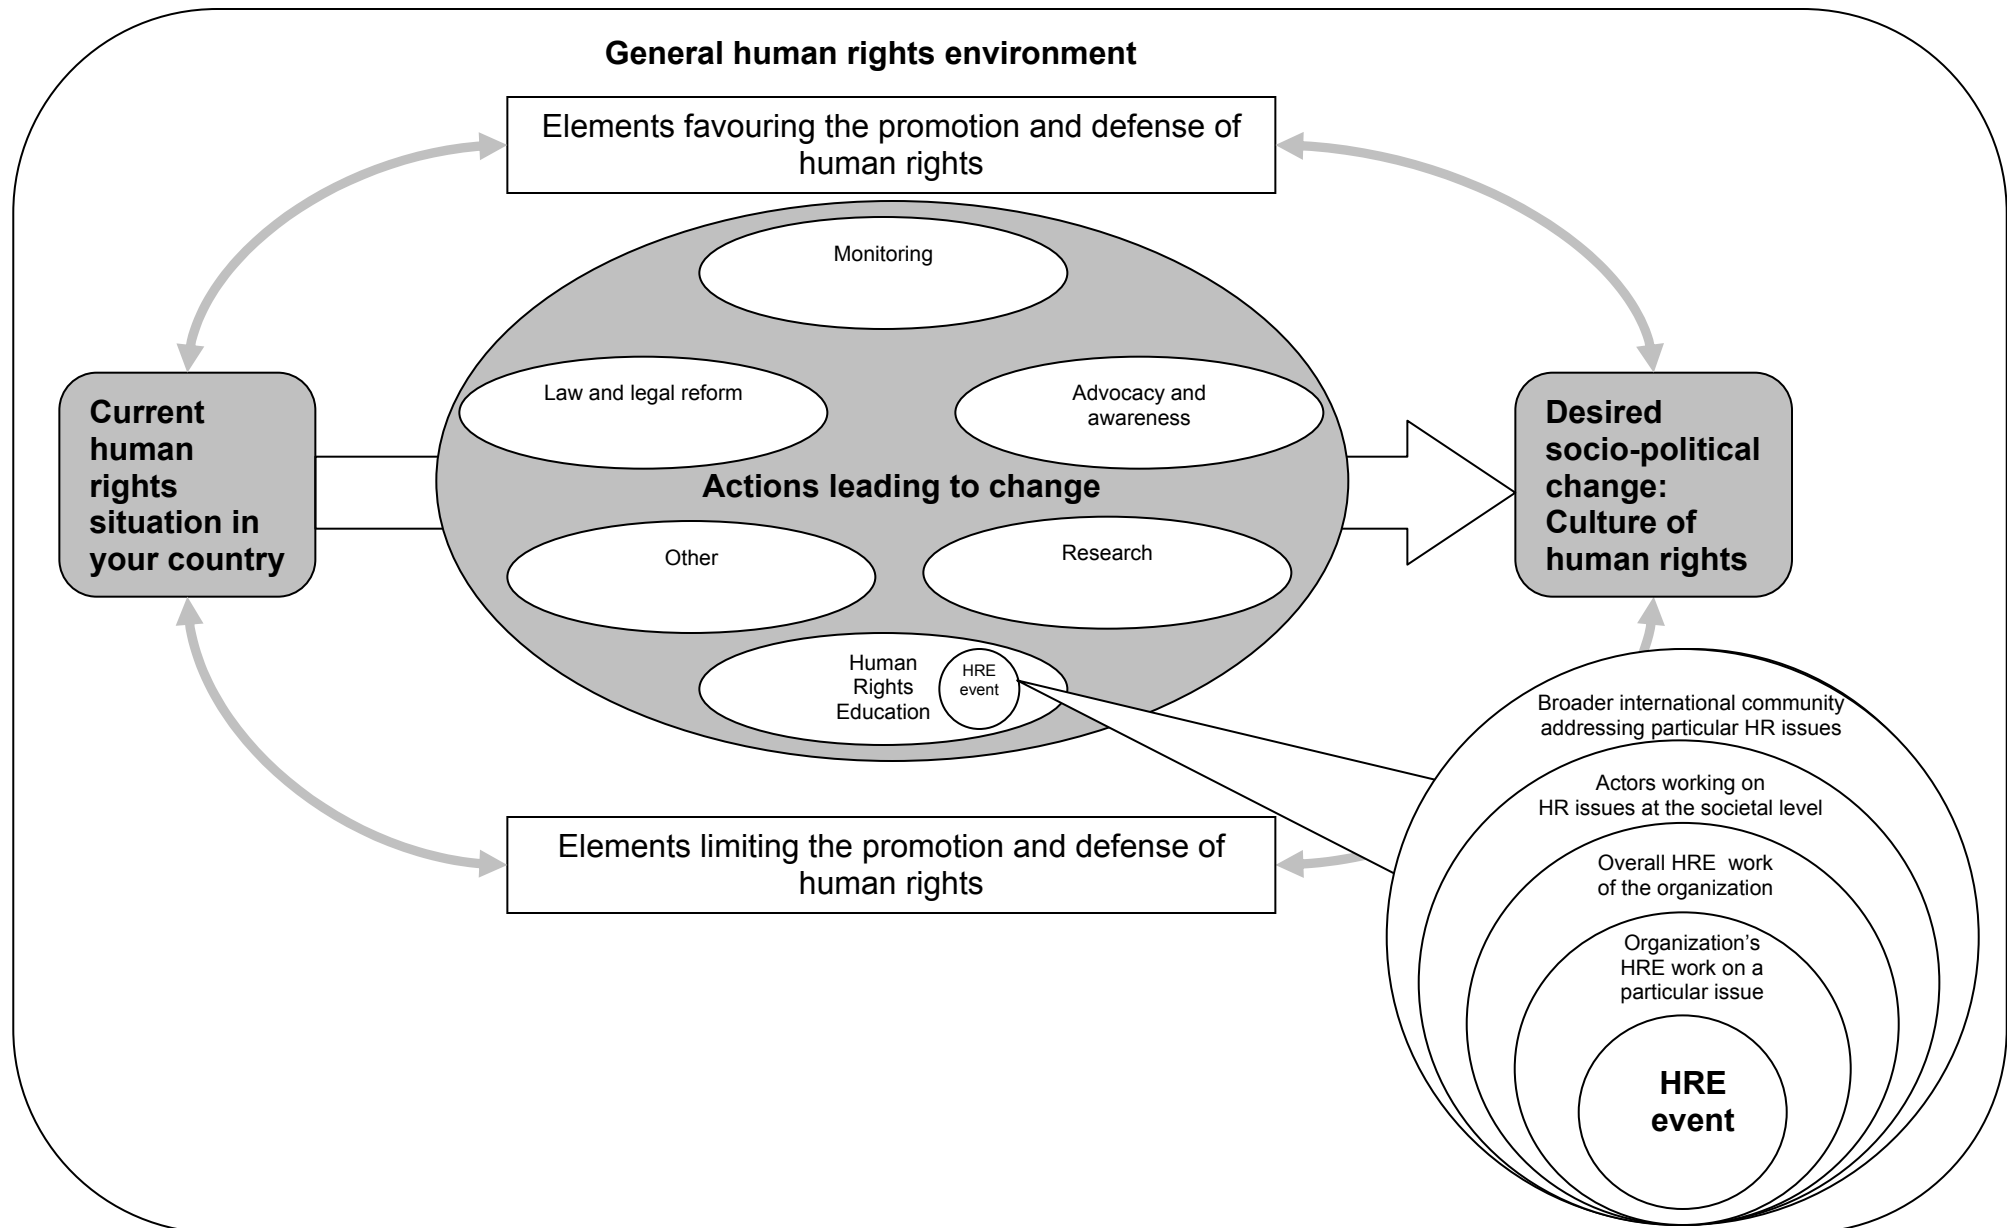 General human rights environment
Elements favouring the promotion and defense of
human rights
Monitoring
Law and legal reform
Advocacy and
awareness
Current
human
rights
situation in
your country
Actions leading to change
Desired
socio-political
change:
Culture of
human rights
Other
Research
Human
Rights
Education
HRE
event
Elements limiting the promotion and defense of
human rights
Broader international community
addressing particular HR issues
Actors working on
HR issues at the societal level
Overall HRE work
of the organization
Organization’s
HRE work on a
particular issue
HRE
event